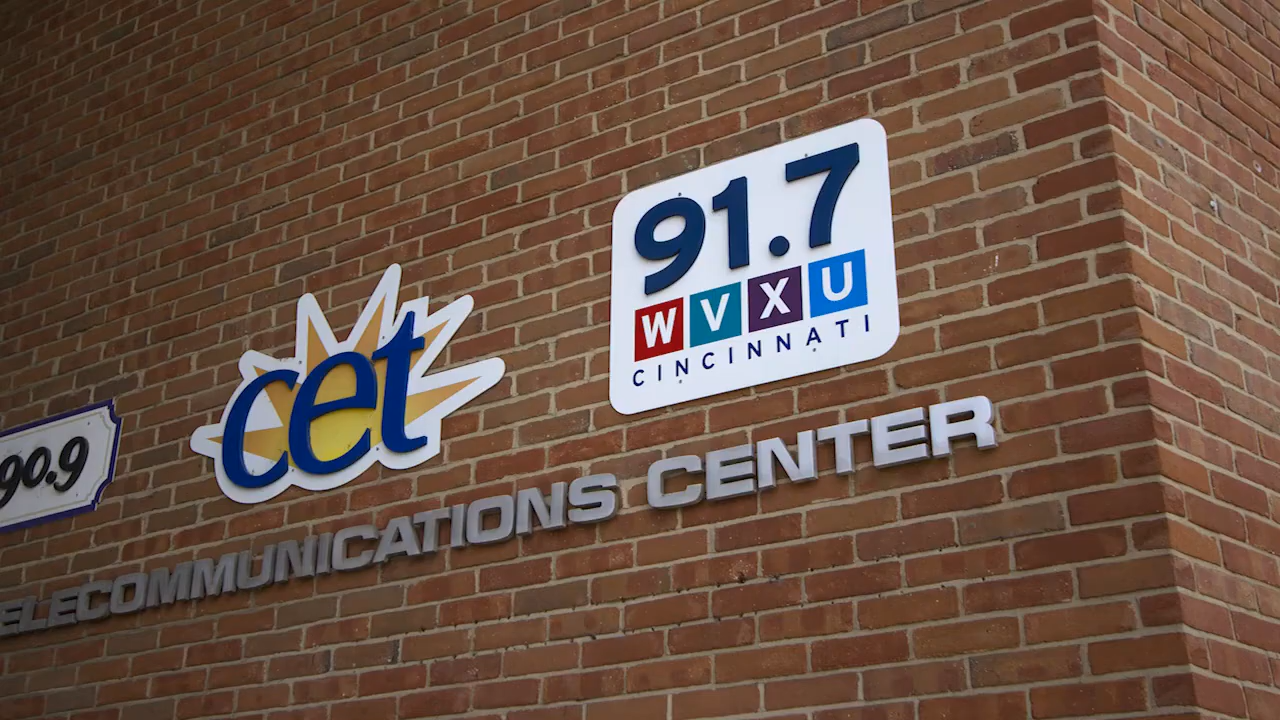 90.9
cet
91.7
WVXU
CINCINNATI
ELECOMMUNICATIONS CENTER